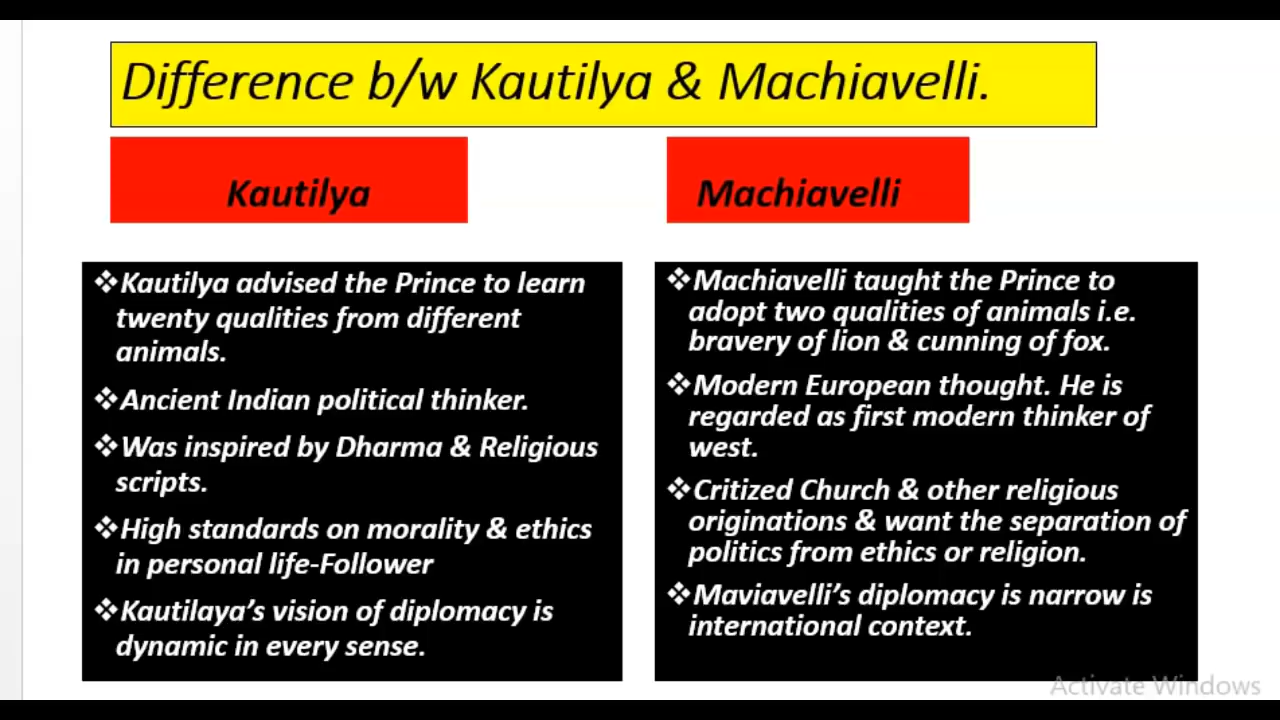 Difference b/w Kautilya & Machiavelli.
Kautilya
Machiavelli
❖Kautilya advised the Prince to learn
twenty qualities from different
animals.
❖Ancient Indian political thinker.
❖Was inspired by Dharma & Religious
scripts.
❖High standards on morality & ethics
in personal life-Follower
❖Kautilaya’s vision of diplomacy is
dynamic in every sense.
❖Machiavelli taught the Prince to
adopt two qualities of animals i.e.
bravery of lion & cunning of fox.
❖Modern European thought. He is
regarded as first modern thinker of
west.
❖Critized Church & other religious
originations & want the separation of
politics from ethics or religion.
❖Maviavelli’s diplomacy is narrow is
international context.
Activate Windows